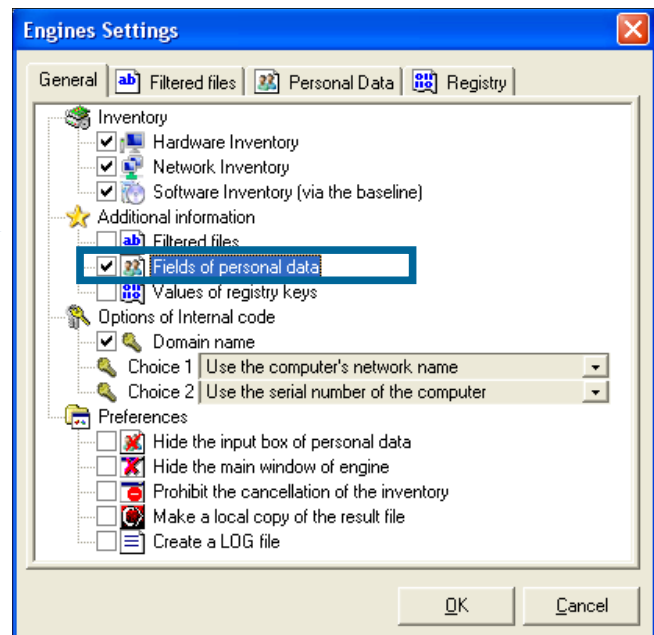 Engines Settings
General Filtered files Personal Data Registry
Inventory
Hardware Inventory
Network Inventory
Software Inventory (via the baseline)
Additional information
Filtered files
Fields of personal data
Values of registry keys
Options of Internal code
Domain name
Choice 1 Use the computer's network name
Choice 2 Use the serial number of the computer
Preferences
Hide the input box of personal data
Hide the main window of engine
Prohibit the cancellation of the inventory
Make a local copy of the result file
Create a LOG file
OK Cancel